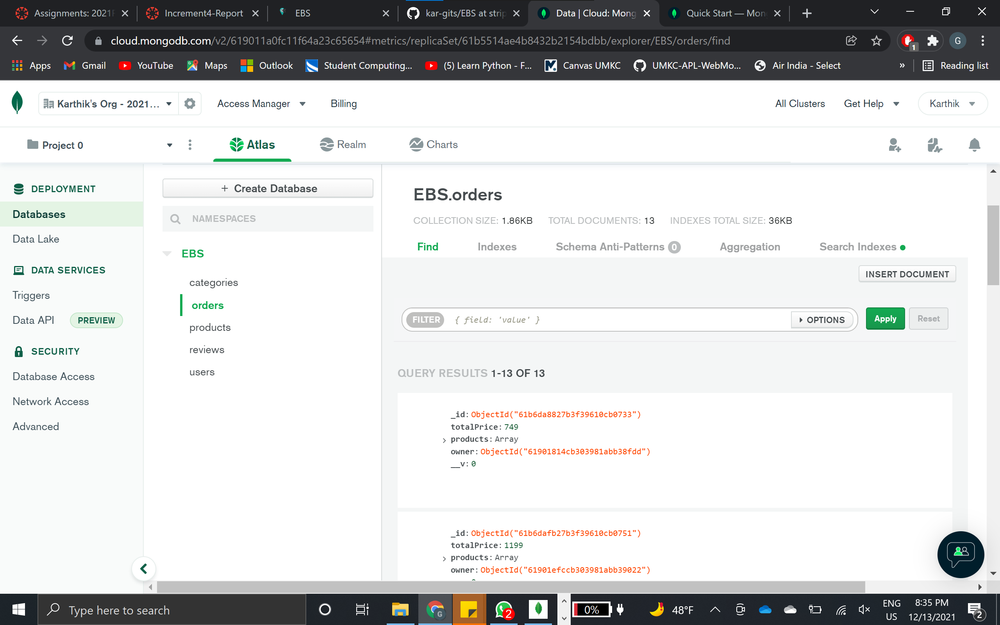 Assignments: 2021F
Increment4-Report
EBS
kar-gits/EBS at strip
Data | Cloud: Mong
Quick Start — Mon
cloud.mongodb.com/v2/619011a0fc11f64a23c65654#metrics/replicaSet/61b5514ae4b8432b2154bdbb/explorer/EBS/orders/find
1
G
Apps
Gmail
YouTube
Maps
Outlook
Student Computing...
(5) Learn Python - F...
Canvas UMKC
UMKC-APL-WebMo...
Air India - Select
»
Reading list
Karthik's Org - 2021...
Access Manager
Billing
All Clusters
Get Help
Karthik
Project 0
Atlas
Realm
Charts
DEPLOYMENT
Databases
Data Lake
DATA SERVICES
Triggers
Data API PREVIEW
SECURITY
Database Access
Network Access
Advanced
+ Create Database
NAMESPACES
EBS
categories
orders
products
reviews
users
EBS.orders
COLLECTION SIZE: 1.86KB TOTAL DOCUMENTS: 13 INDEXES TOTAL SIZE: 36KB
Find
Indexes
Schema Anti-Patterns 0
Aggregation
Search Indexes
INSERT DOCUMENT
FILTER { field: 'value' }
OPTIONS
Apply
Reset
QUERY RESULTS 1-13 OF 13
_id: ObjectId("61b6da8827b3f39610cb0733")
totalPrice: 749
products: Array
owner: ObjectId("61901814cb303981abb38fdd")
__v: 0
_id: ObjectId("61b6dafb27b3f39610cb0751")
totalPrice: 1199
products: Array
owner: ObjectId("61901efccb303981abb39022")
Type here to search
G
2
0%
48°F
ENG
US
8:35 PM
12/13/2021
2